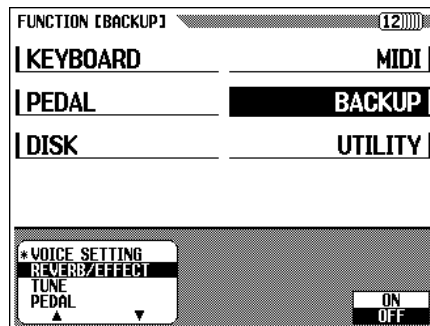 FUNCTION [BACKUP] 12
KEYBOARD MIDI
PEDAL BACKUP
DISK UTILITY
*VOICE SETTING
REVERB/EFFECT
TUNE
PEDAL
▲ ▼
ON
OFF